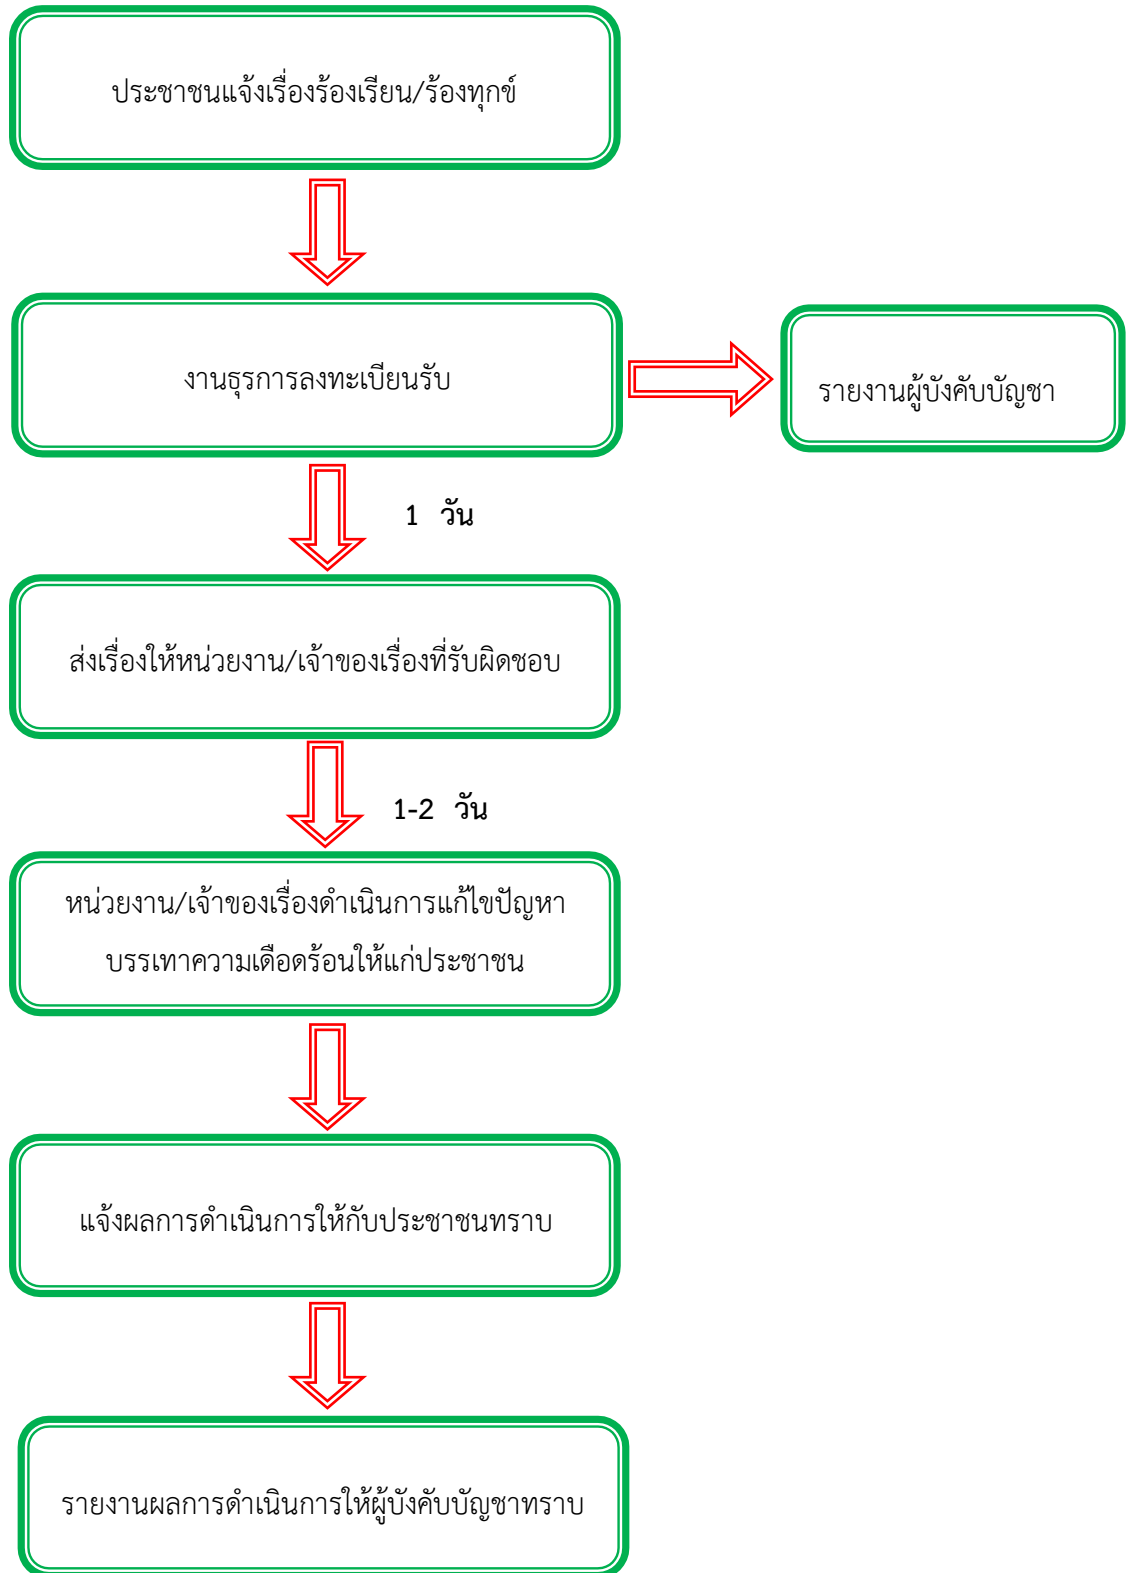 ประชาชนแจ้งเรื่องร้องเรียน/ร้องทุกข์
งานธุรการลงทะเบียนรับ
รายงานผู้บังคับบัญชา
1 วัน
ส่งเรื่องให้หน่วยงาน/เจ้าของเรื่องที่รับผิดชอบ
1-2 วัน
หน่วยงาน/เจ้าของเรื่องดำเนินการแก้ไขปัญหา
บรรเทาความเดือดร้อนให้แก่ประชาชน
แจ้งผลการดำเนินการให้กับประชาชนทราบ
รายงานผลการดำเนินการให้ผู้บังคับบัญชาทราบ